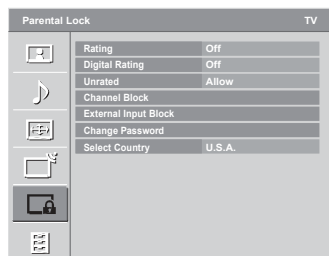 Parental Lock TV
Rating Off
Digital Rating Off
Unrated Allow
Channel Block
External Input Block
Change Password
Select Country U.S.A.